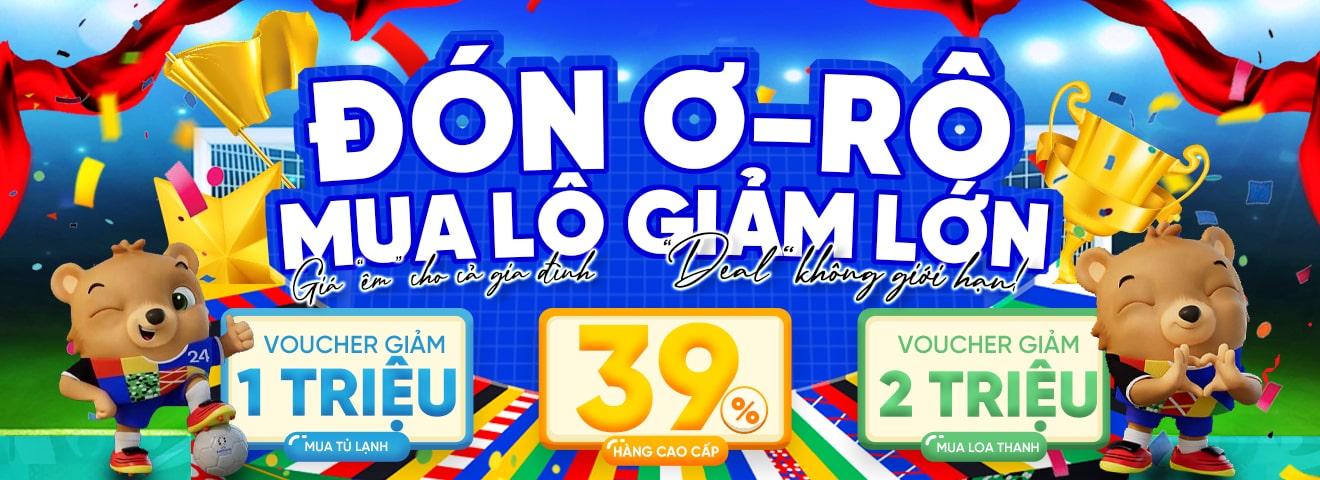 ĐÓN Ơ-RÔ
MUA LÔ GIẢM LỚN
Giá "êm" cho cả gia đình
"Deal" không giới hạn!
VOUCHER GIẢM
1 TRIỆU
MUA TỦ LẠNH
39%
HÀNG CAO CẤP
VOUCHER GIẢM
2 TRIỆU
MUA LOA THANH
24